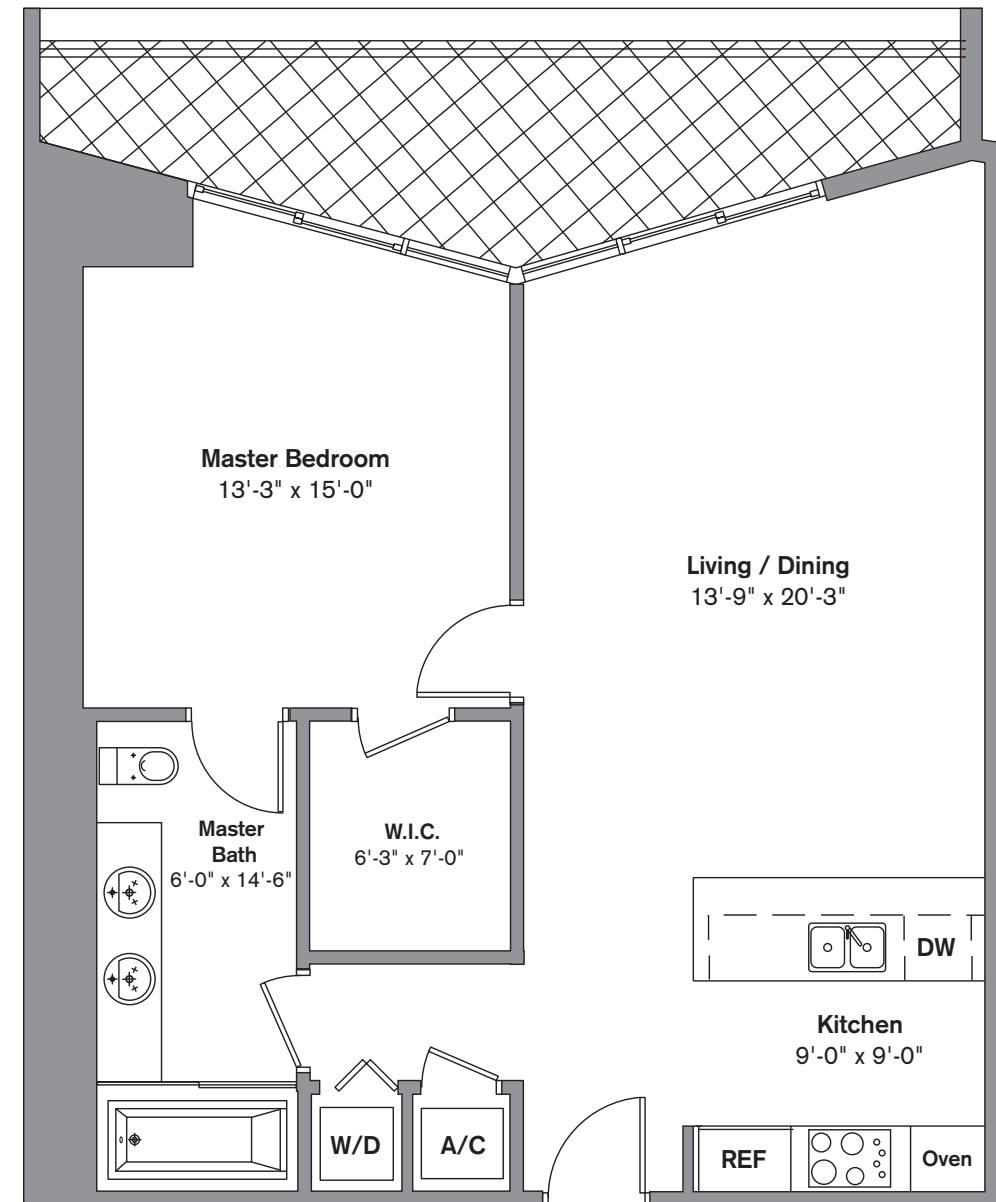 Master Bedroom
13'-3" x 15'-0"
Living / Dining
13'-9" x 20'-3"
Master
Bath
6'-0" x 14'-6"
W.I.C.
6'-3" x 7'-0"
DW
Kitchen
9'-0" x 9'-0"
W/D
A/C
REF
Oven